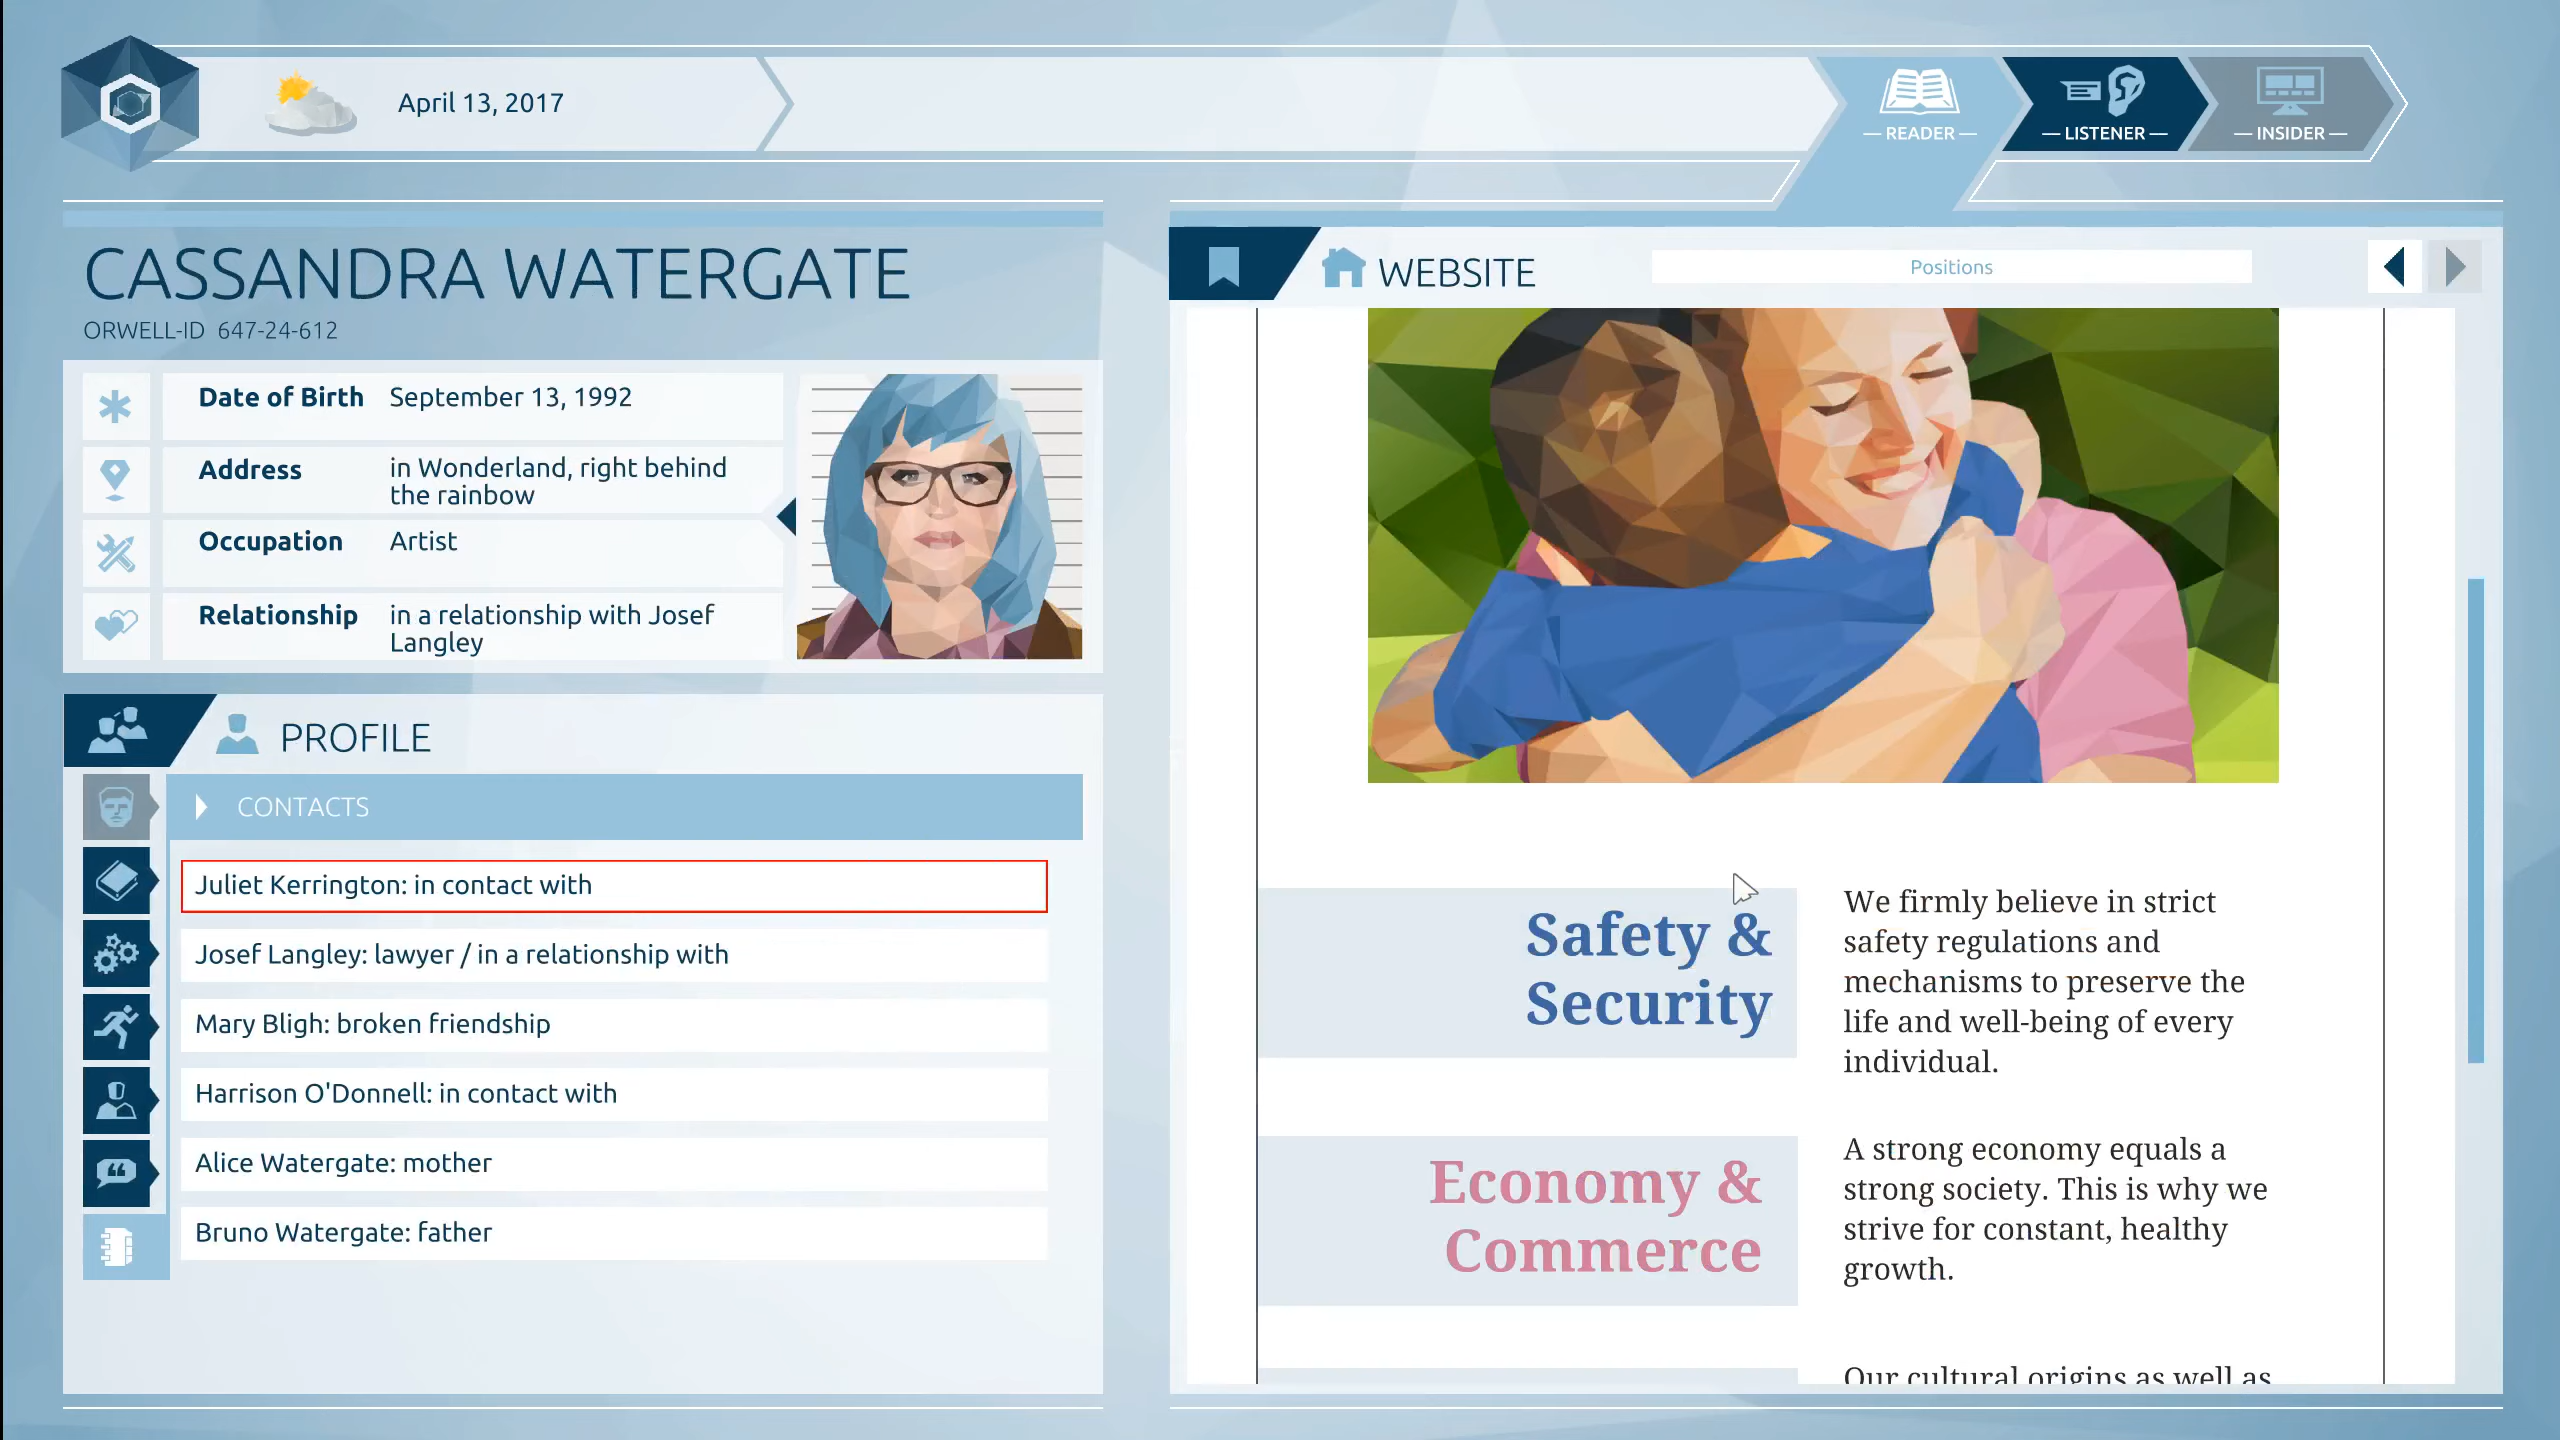 April 13, 2017
— READER —
— LISTENER —
— INSIDER —
CASSANDRA WATERGATE
ORWELL-ID 647-24-612
Date of Birth September 13, 1992
Address in Wonderland, right behind
the rainbow
Occupation Artist
Relationship in a relationship with Josef
Langley
PROFILE
CONTACTS
Juliet Kerrington: in contact with
Josef Langley: lawyer / in a relationship with
Mary Bligh: broken friendship
Harrison O'Donnell: in contact with
Alice Watergate: mother
Bruno Watergate: father
WEBSITE
Positions
Safety &
Security
We firmly believe in strict
safety regulations and
mechanisms to preserve the
life and well-being of every
individual.
Economy &
Commerce
A strong economy equals a
strong society. This is why we
strive for constant, healthy
growth.
Our cultural origins as well as